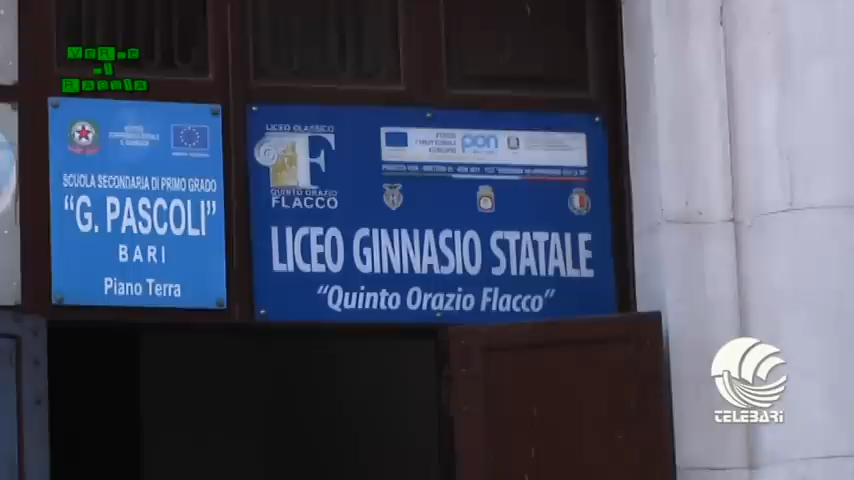 SCUOLA SECONDARIA DI PRIMO GRADO
"G. PASCOLI"
BARI
Piano Terra
LICEO CLASSICO
F
QUINTO ORAZIO
FLACCO
pon
LICEO GINNASIO STATALE
"Quinto Orazio Flacco"
TELEBARI